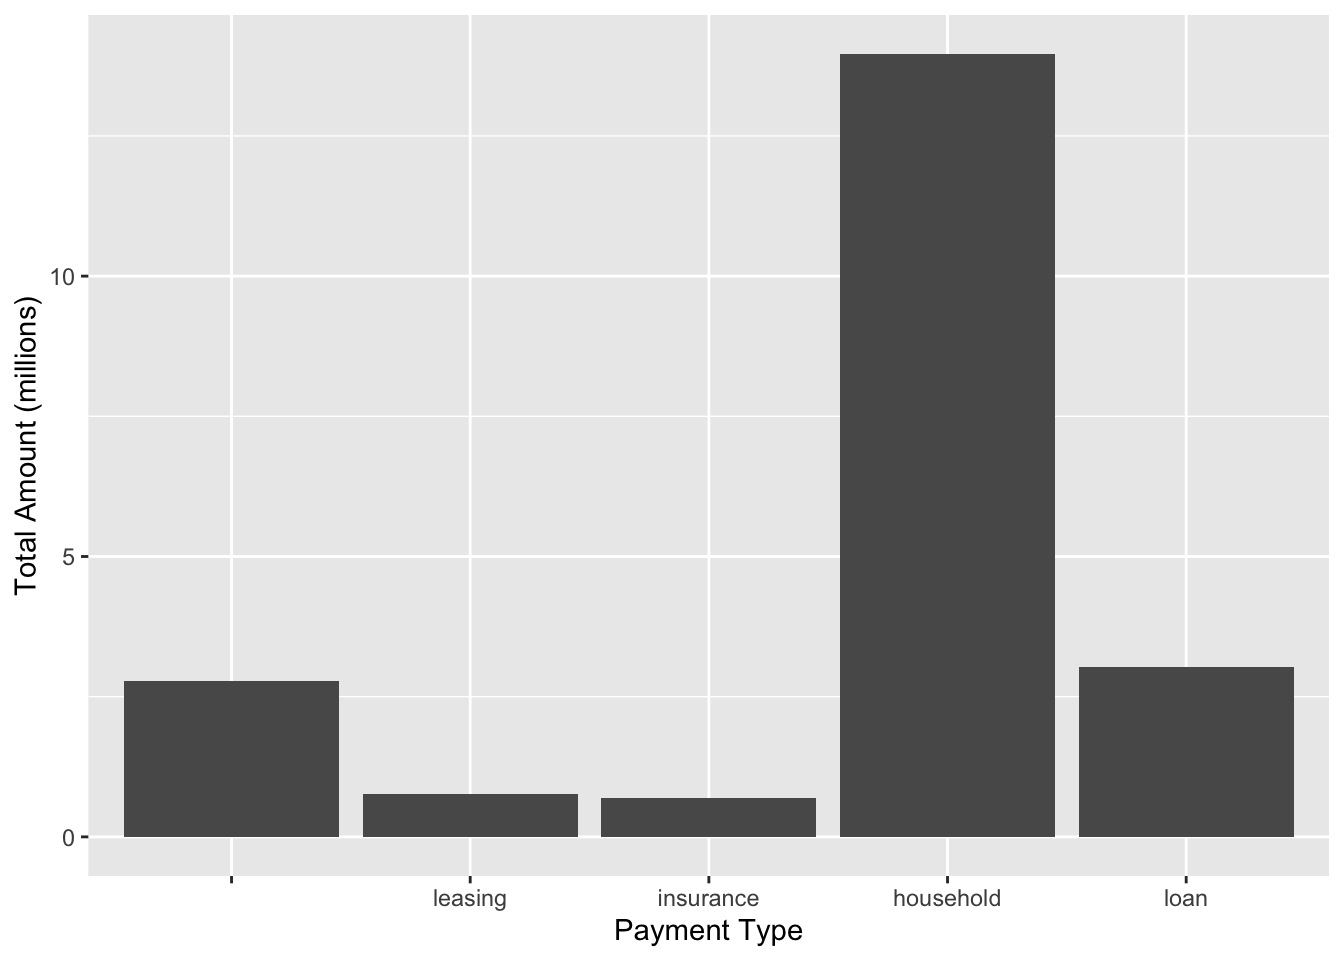 Total Amount (millions)
10
5
0
leasing insurance household loan
Payment Type